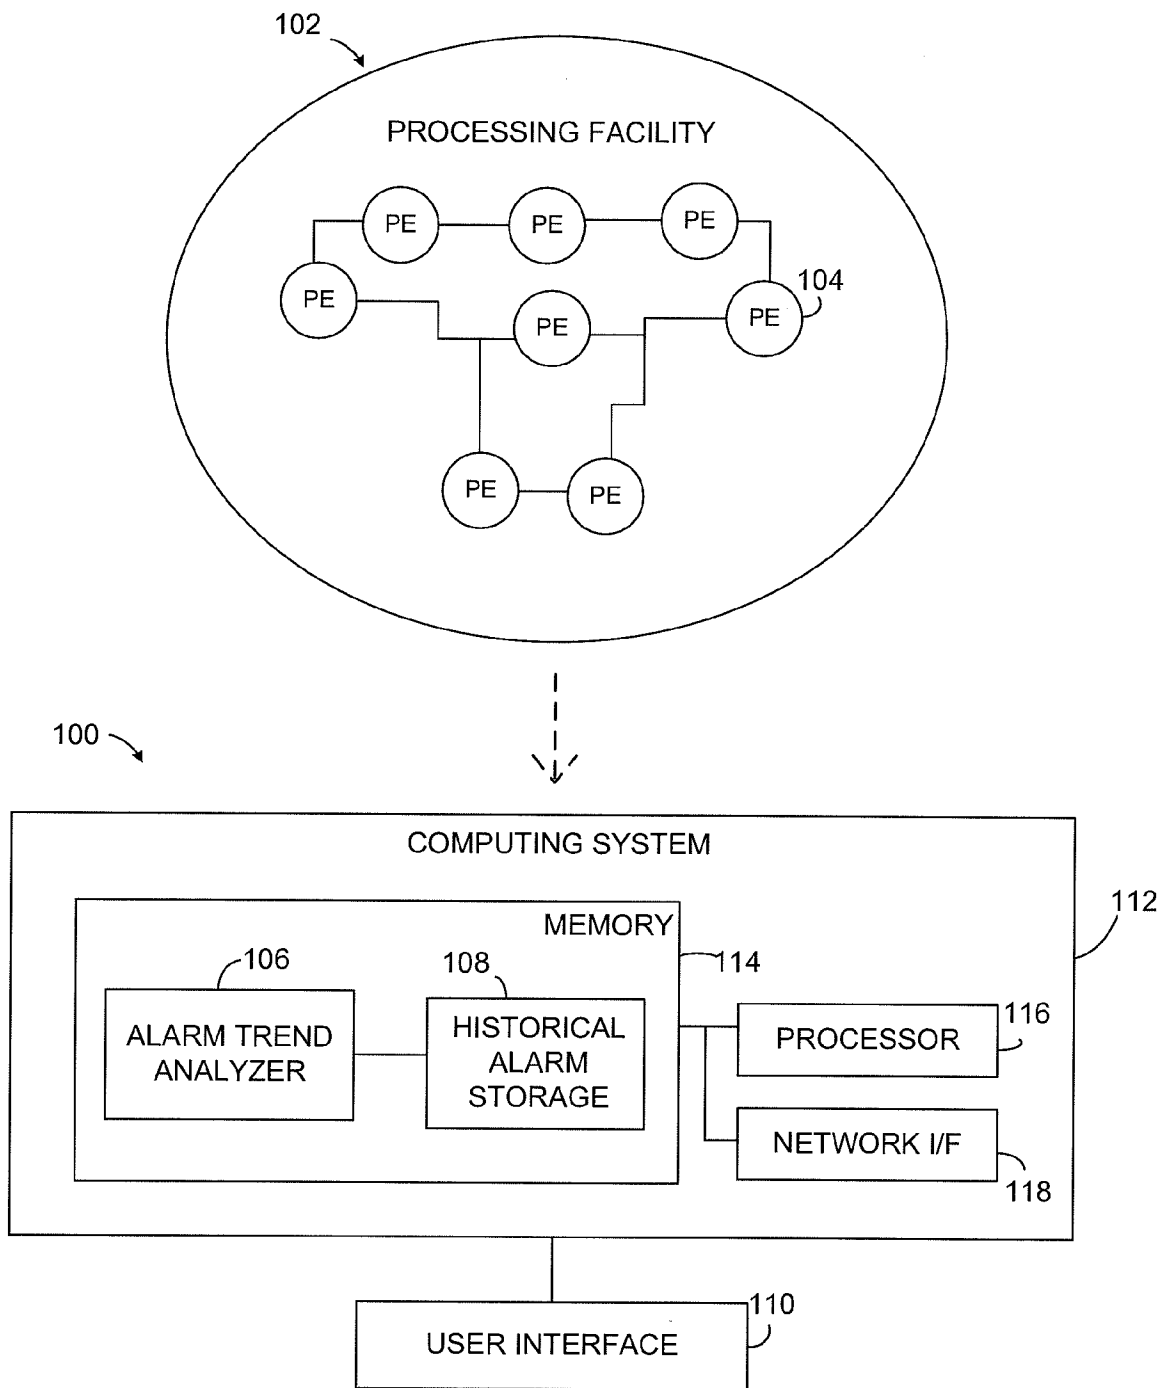 102
PROCESSING FACILITY
PE
PE
PE
PE
PE
PE
104
PE
PE
100
COMPUTING SYSTEM
112
MEMORY
114
106
108
ALARM TREND
ANALYZER
HISTORICAL
ALARM
STORAGE
PROCESSOR
116
NETWORK I/F
118
110
USER INTERFACE